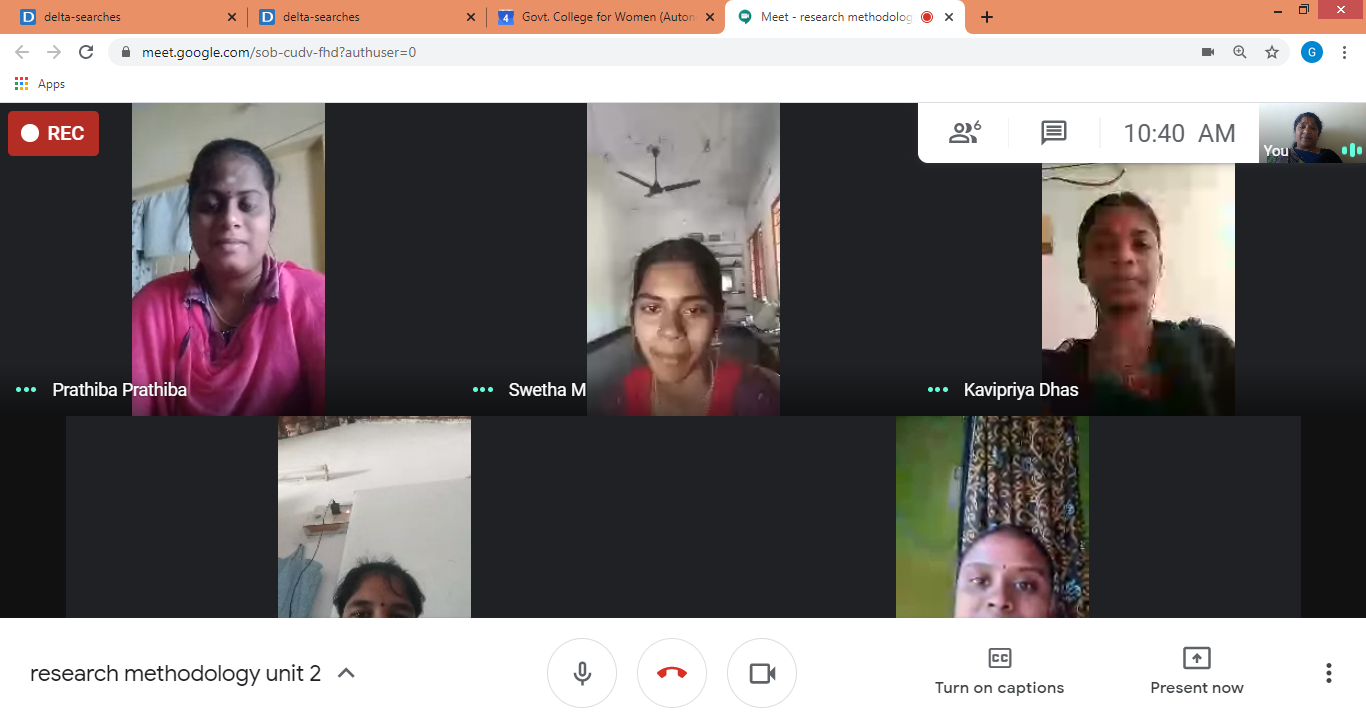 delta-searches
delta-searches
Govt. College for Women (Auton
Meet - research methodolog
meet.google.com/sob-cudv-fhd?authuser=0
G
Apps
REC
6
10:40 AM
You
Prathiba Prathiba
Swetha M
Kavipriya Dhas
research methodology unit 2
CC
Turn on captions
Present now